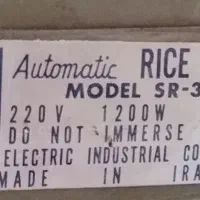 Automatic RICE
MODEL SR-3
220V 1200W
DO NOT IMMERSE
ELECTRIC INDUSTRIAL CO
MADE IN IRA